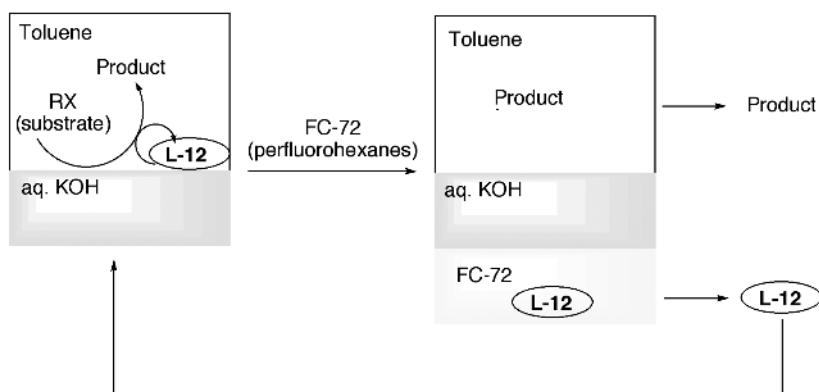 Toluene
Product
RX
(substrate)
L-12
aq. KOH
FC-72
(perfluorohexanes)
Toluene
Product
aq. KOH
FC-72
L-12
Product
L-12